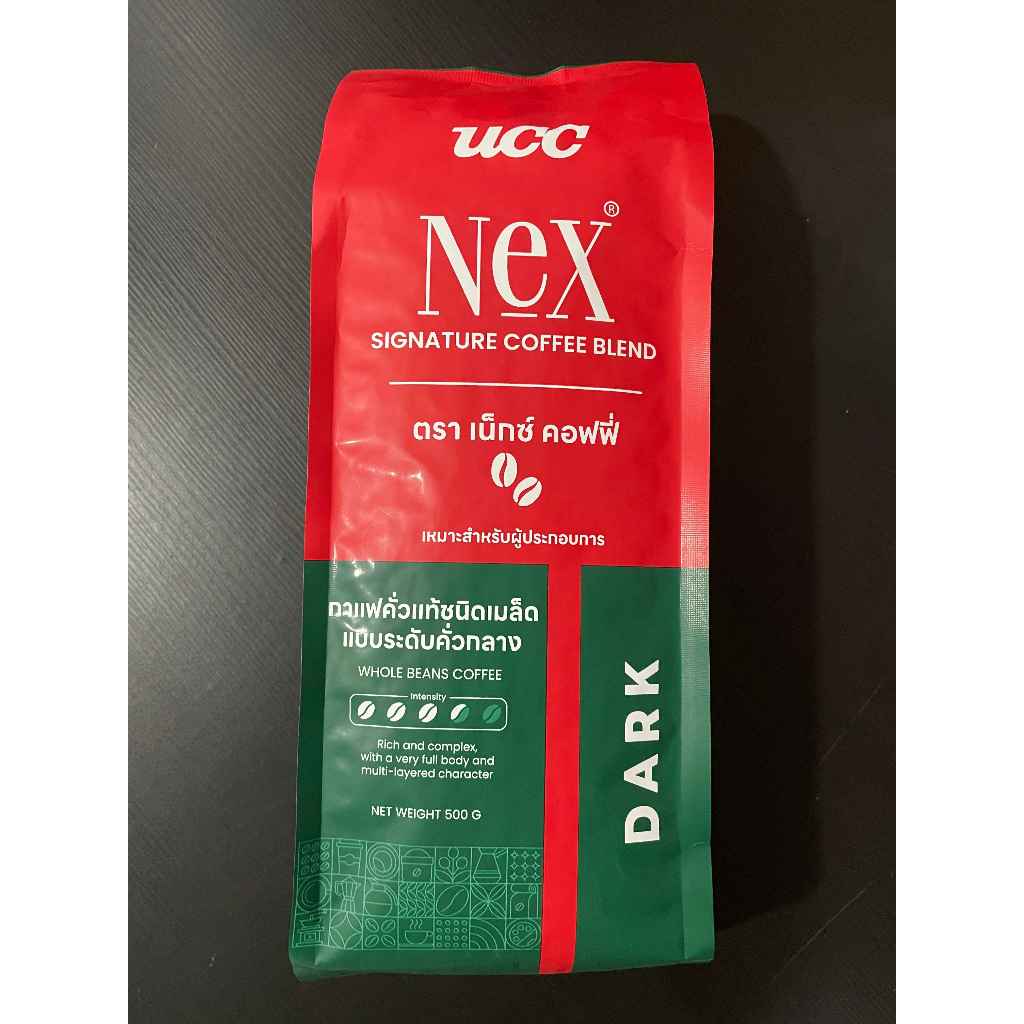 ucc
NeX®
SIGNATURE COFFEE BLEND
ตรา เน็กซ์ คอฟฟี่
เหมาะสำหรับผู้ประกอบการ
กาแฟคั่วแท้ชนิดเมล็ด
แบบระดับคั่วกลาง
WHOLE BEANS COFFEE
Intensity
Rich and complex,
with a very full body and
multi-layered character
NET WEIGHT 500 G
DARK